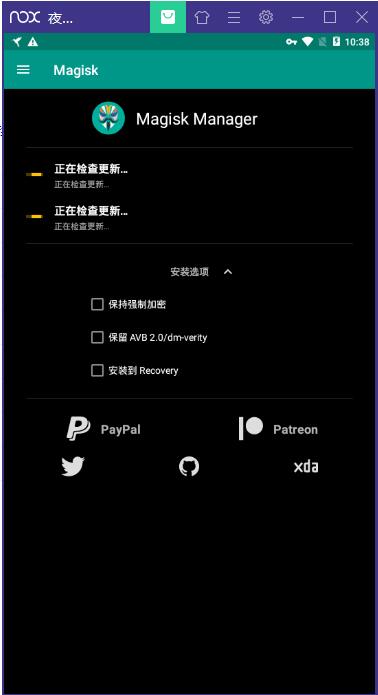 nox 夜...
10:38
Magisk
Magisk Manager
正在检查更新...
正在检查更新...
正在检查更新...
正在检查更新...
安装选项
保持强制加密
保留 AVB 2.0/dm-verity
安装到 Recovery
PayPal
Patreon
xda